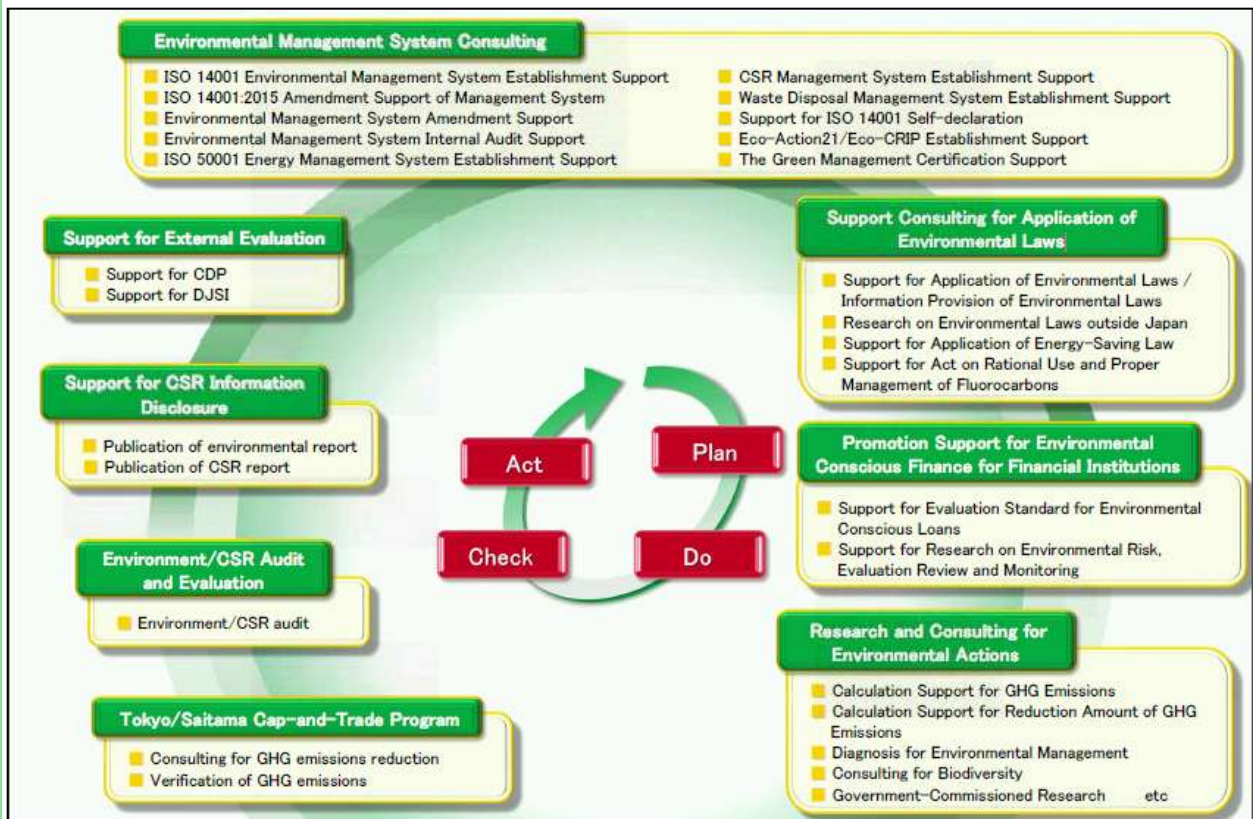 Environmental Management System Consulting
ISO 14001 Environmental Management System Establishment Support
ISO 14001:2015 Amendment Support of Management System
Environmental Management System Amendment Support
Environmental Management System Internal Audit Support
ISO 50001 Energy Management System Establishment Support
CSR Management System Establishment Support
Waste Disposal Management System Establishment Support
Support for ISO 14001 Self-declaration
Eco-Action21/Eco-CRIP Establishment Support
The Green Management Certification Support
Support for External Evaluation
Support for CDP
Support for DJSI
Support for CSR Information
Disclosure
Publication of environmental report
Publication of CSR report
Environment/CSR Audit
and Evaluation
Environment/CSR audit
Tokyo/Saitama Cap-and-Trade Program
Consulting for GHG emissions reduction
Verification of GHG emissions
Act
Plan
Check
Do
Support Consulting for Application of
Environmental Laws
Support for Application of Environmental Laws /
Information Provision of Environmental Laws
Research on Environmental Laws outside Japan
Support for Application of Energy-Saving Law
Support for Act on Rational Use and Proper
Management of Fluorocarbons
Promotion Support for Environmental
Conscious Finance for Financial Institutions
Support for Evaluation Standard for Environmental
Conscious Loans
Support for Research on Environmental Risk,
Evaluation Review and Monitoring
Research and Consulting for
Environmental Actions
Calculation Support for GHG Emissions
Calculation Support for Reduction Amount of GHG
Emissions
Diagnosis for Environmental Management
Consulting for Biodiversity
Government-Commissioned Research etc